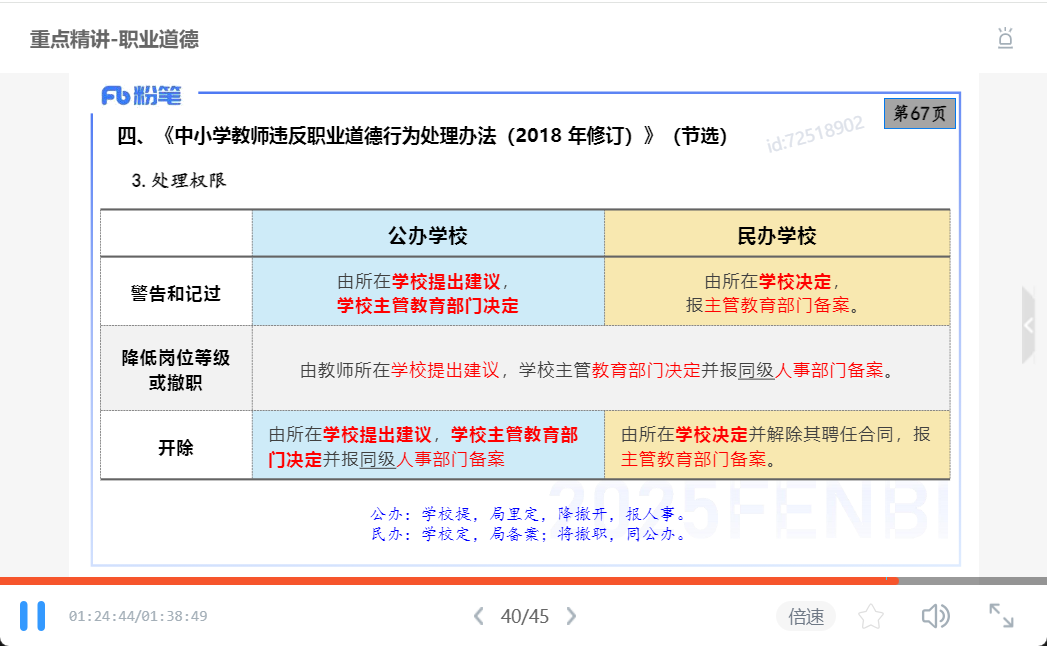 重点精讲-职业道德
粉笔
第67页
四、《中小学教师违反职业道德行为处理办法（2018 年修订）》（节选）
id:72518902
3.处理权限
公办学校
民办学校
警告和记过
由所在学校提出建议，
学校主管教育部门决定
由所在学校决定，
报主管教育部门备案。
降低岗位等级
或撤职
由教师所在学校提出建议，学校主管教育部门决定并报同级人事部门备案。
开除
由所在学校提出建议，学校主管教育部
门决定并报同级人事部门备案
由所在学校决定并解除其聘任合同，报
主管教育部门备案。
2025FENBI
公办：学校提，局里定，降撤开，报人事。
民办：学校定，局备案；将撤职，同公办。
01:24:44/01:38:49
40/45
倍速